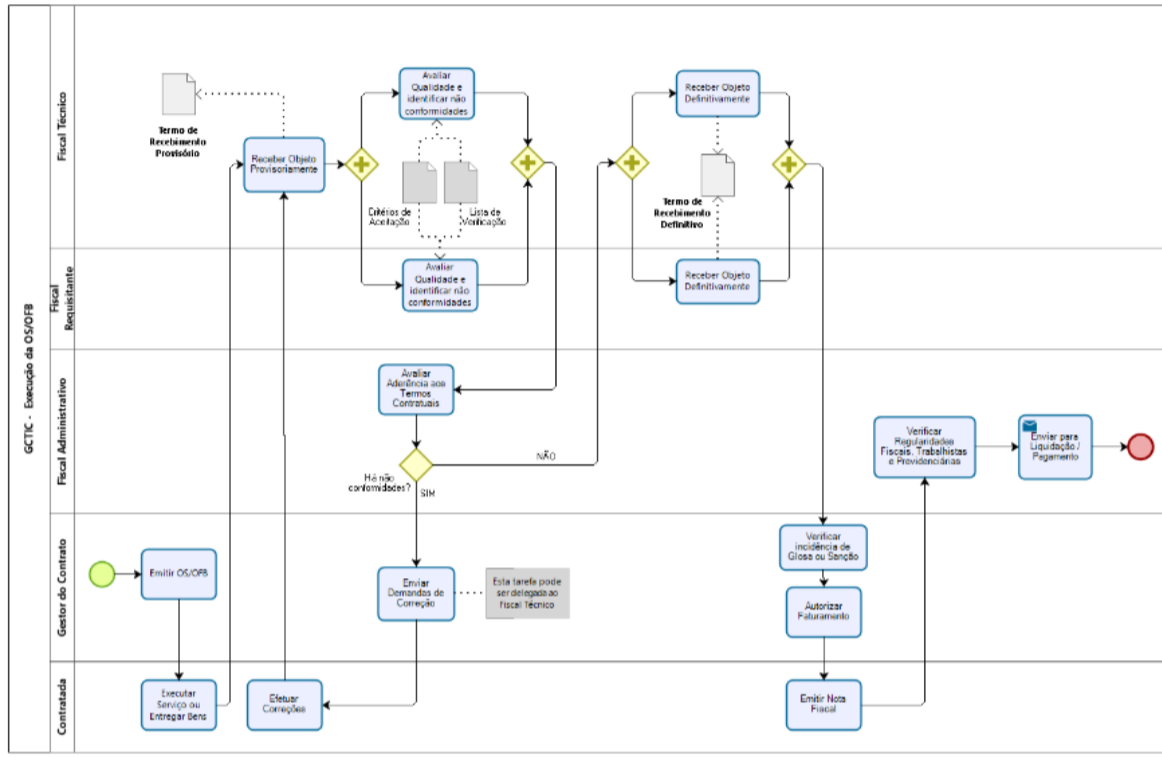 GCTIC - Execução da OS/OFB
Fiscal Técnico
Termo de
Recebimento
Provisório
Receber Objeto
Provisoriamente
Avaliar
Qualidade e
identificar não
conformidades
Critérios de
Aceitação
Lista de
Verificação
Receber Objeto
Definitivamente
Termo de
Recebimento
Definitivo
Fiscal
Requisitante
Avaliar
Qualidade e
identificar não
conformidades
Receber Objeto
Definitivamente
Fiscal Administrativo
Avaliar
Aderência aos
Termos
Contratuais
Há não
conformidades?
NÃO
SIM
Verificar
Regularidades
Fiscais, Trabalhistas
e Previdenciárias
Enviar para
Liquidação /
Pagamento
Gestor do Contrato
Emitir OS/OFB
Enviar
Demandas de
Correção
Esta tarefa pode
ser delegada ao
Fiscal Técnico
Verificar
incidência de
Glosa ou Sanção
Autorizar
Faturamento
Contratada
Executar
Serviço ou
Entregar Bens
Efetuar
Correções
Emitir Nota
Fiscal